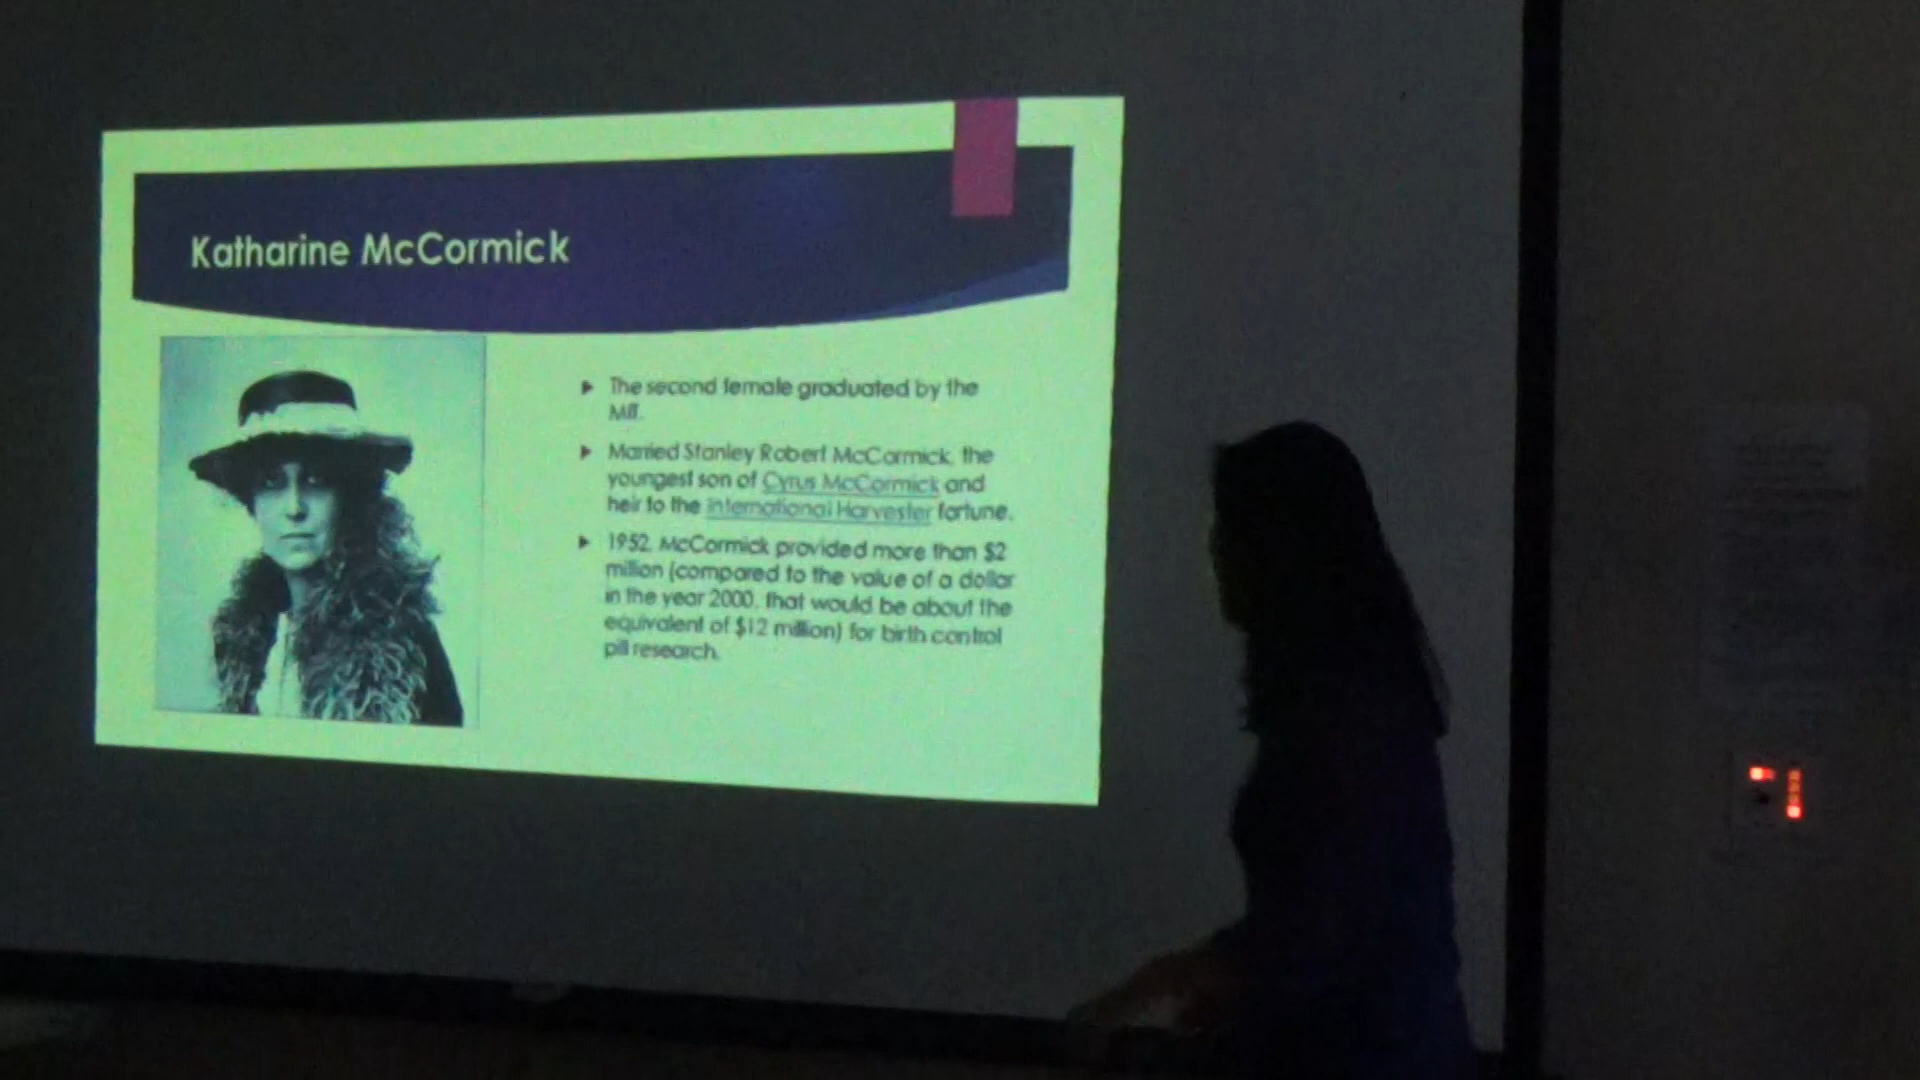 Katharine McCormick
The second female graduated by the
MIT.
Married Stanley Robert McCormick, the
youngest son of Cyrus McCormick and
heir to the International Harvester fortune.
1952, McCormick provided more than $2
million (compared to the value of a dollar
in the year 2000, that would be about the
equivalent of $12 million) for birth control
pill research.